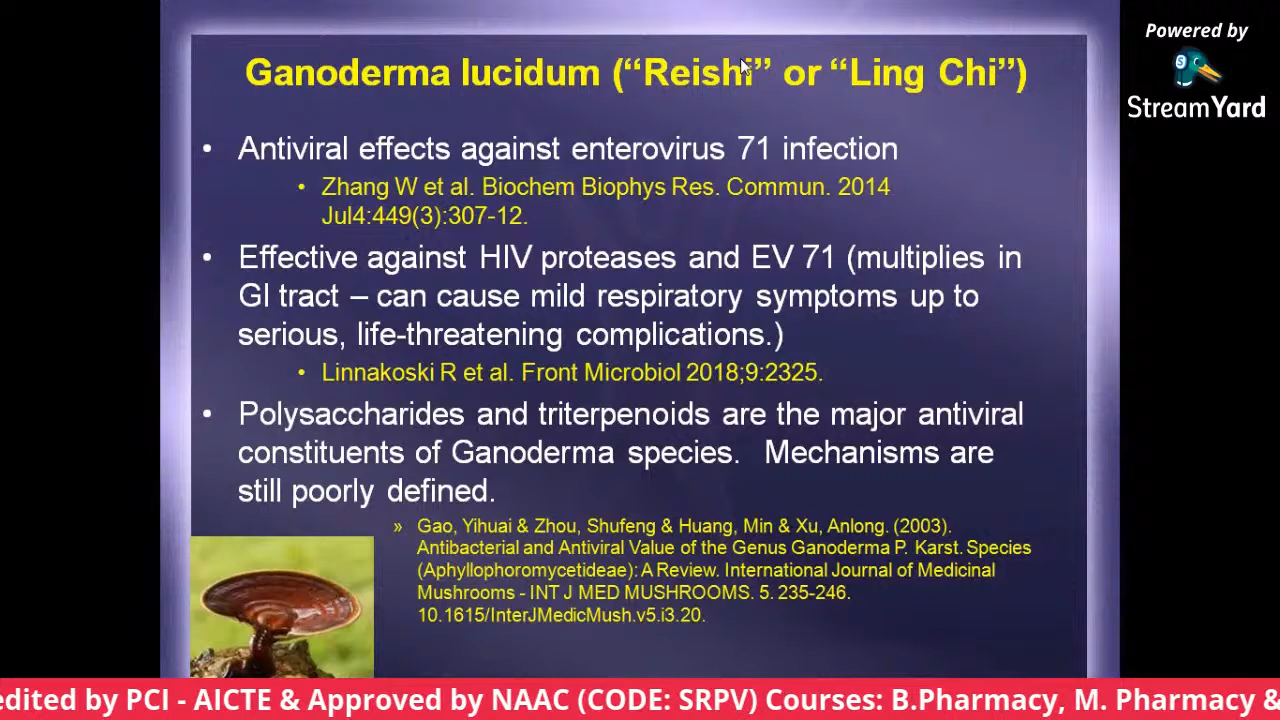 Powered by
StreamYard
Ganoderma lucidum (“Reishi” or “Ling Chi”)
• Antiviral effects against enterovirus 71 infection
• Zhang W et al. Biochem Biophys Res. Commun. 2014
Jul4:449(3):307-12.
• Effective against HIV proteases and EV 71 (multiplies in
GI tract – can cause mild respiratory symptoms up to
serious, life-threatening complications.)
• Linnakoski R et al. Front Microbiol 2018;9:2325.
• Polysaccharides and triterpenoids are the major antiviral
constituents of Ganoderma species.  Mechanisms are
still poorly defined.
» Gao, Yihuai & Zhou, Shufeng & Huang, Min & Xu, Anlong. (2003).
Antibacterial and Antiviral Value of the Genus Ganoderma P. Karst. Species
(Aphyllophoromycetideae): A Review. International Journal of Medicinal
Mushrooms - INT J MED MUSHROOMS. 5. 235-246.
10.1615/InterJMedicMush.v5.i3.20.
edited by PCI - AICTE & Approved by NAAC (CODE: SRPV) Courses: B.Pharmacy, M. Pharmacy &